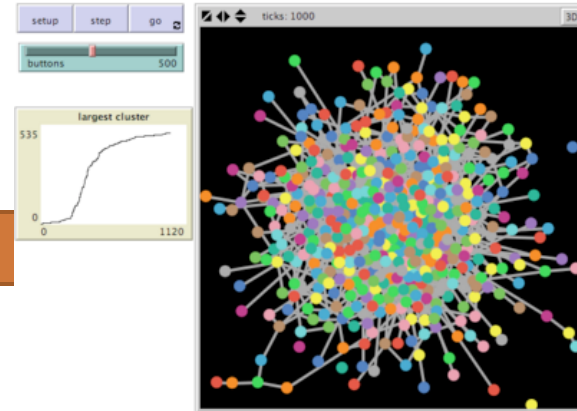 setup step go
ticks: 1000
3D
buttons 500
largest cluster
535
0
0 1120